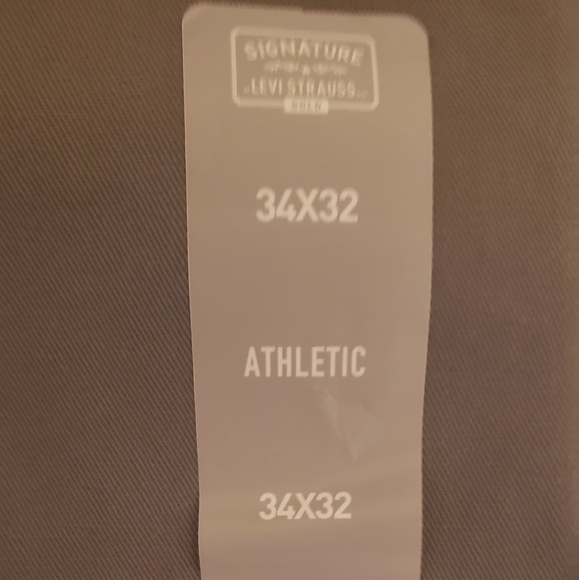 SIGNATURE
LEVI STRAUSS
GOLD
34X32
ATHLETIC
34X32